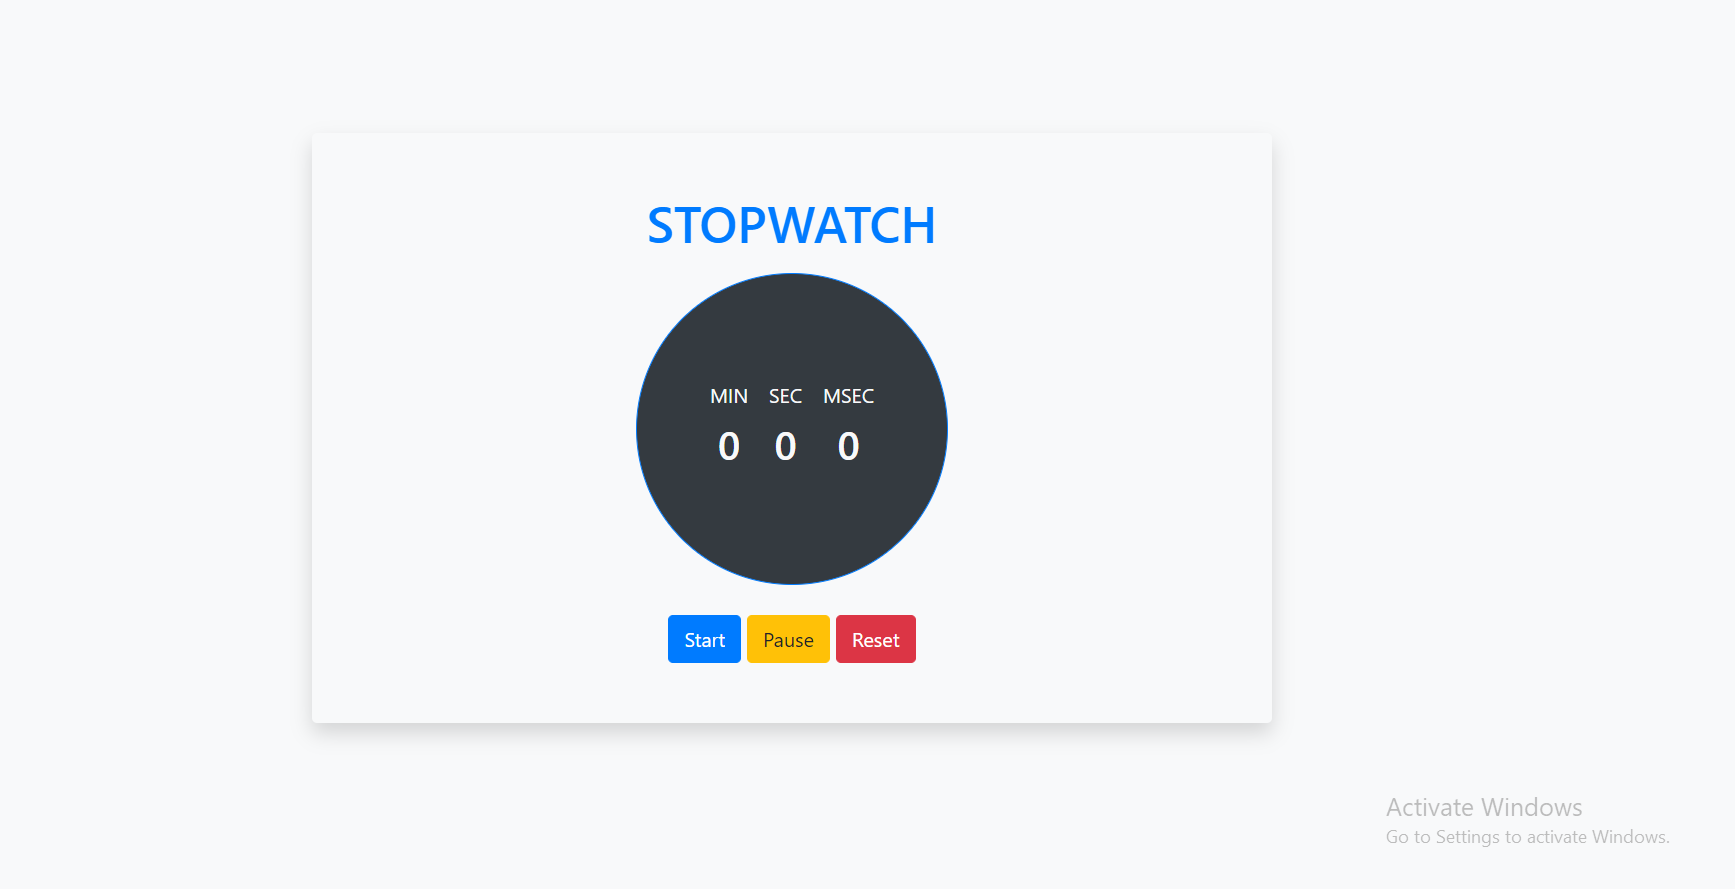 STOPWATCH
MIN SEC MSEC
0 0 0
Start Pause Reset
Activate Windows
Go to Settings to activate Windows.